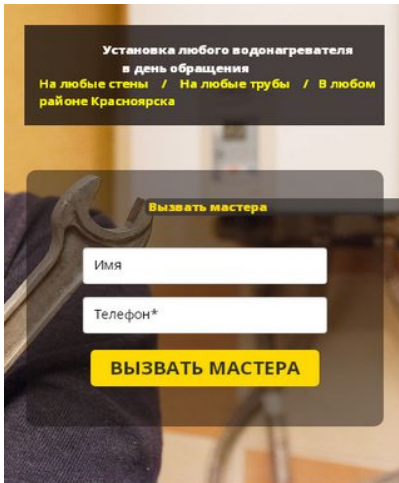 Установка любого водонагревателя
в день обращения
На любые стены / На любые трубы / В любом
районе Красноярска
Вызвать мастера
Имя
Телефон*
ВЫЗВАТЬ МАСТЕРА